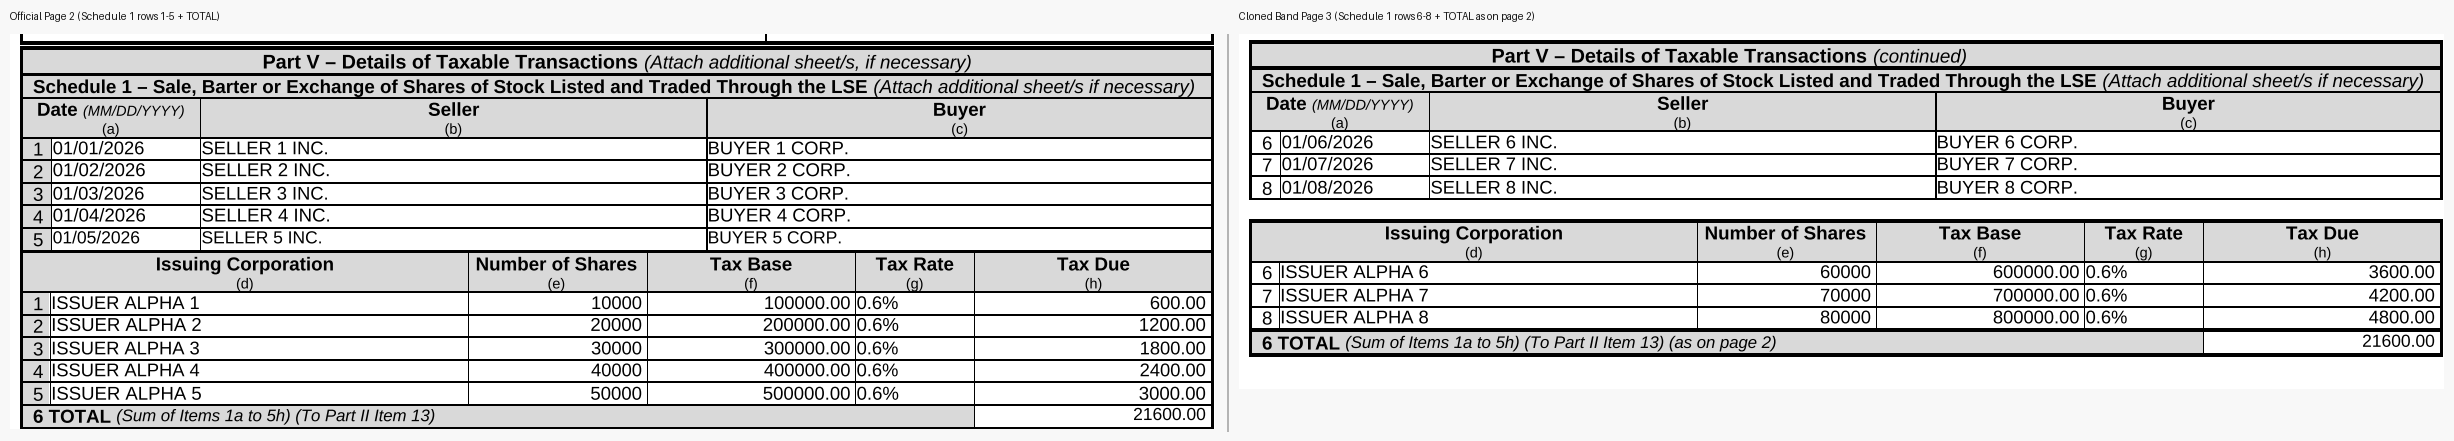 Official Page 2 (Schedule 1 rows 1-5 + TOTAL)
Part V – Details of Taxable Transactions (Attach additional sheet/s, if necessary)
Schedule 1 – Sale, Barter or Exchange of Shares of Stock Listed and Traded Through the LSE (Attach additional sheet/s if necessary)
Date (MM/DD/YYYY) Seller Buyer
(a) (b) (c)
1 01/01/2026 SELLER 1 INC. BUYER 1 CORP.
2 01/02/2026 SELLER 2 INC. BUYER 2 CORP.
3 01/03/2026 SELLER 3 INC. BUYER 3 CORP.
4 01/04/2026 SELLER 4 INC. BUYER 4 CORP.
5 01/05/2026 SELLER 5 INC. BUYER 5 CORP.
Issuing Corporation Number of Shares Tax Base Tax Rate Tax Due
(d) (e) (f) (g) (h)
1 ISSUER ALPHA 1 10000 100000.00 0.6% 600.00
2 ISSUER ALPHA 2 20000 200000.00 0.6% 1200.00
3 ISSUER ALPHA 3 30000 300000.00 0.6% 1800.00
4 ISSUER ALPHA 4 40000 400000.00 0.6% 2400.00
5 ISSUER ALPHA 5 50000 500000.00 0.6% 3000.00
6 TOTAL (Sum of Items 1a to 5h) (To Part II Item 13) 21600.00
Cloned Band Page 3 (Schedule 1 rows 6-8 + TOTAL as on page 2)
Part V – Details of Taxable Transactions (continued)
Schedule 1 – Sale, Barter or Exchange of Shares of Stock Listed and Traded Through the LSE (Attach additional sheet/s if necessary)
Date (MM/DD/YYYY) Seller Buyer
(a) (b) (c)
6 01/06/2026 SELLER 6 INC. BUYER 6 CORP.
7 01/07/2026 SELLER 7 INC. BUYER 7 CORP.
8 01/08/2026 SELLER 8 INC. BUYER 8 CORP.
Issuing Corporation Number of Shares Tax Base Tax Rate Tax Due
(d) (e) (f) (g) (h)
6 ISSUER ALPHA 6 60000 600000.00 0.6% 3600.00
7 ISSUER ALPHA 7 70000 700000.00 0.6% 4200.00
8 ISSUER ALPHA 8 80000 800000.00 0.6% 4800.00
6 TOTAL (Sum of Items 1a to 5h) (To Part II Item 13) (as on page 2) 21600.00